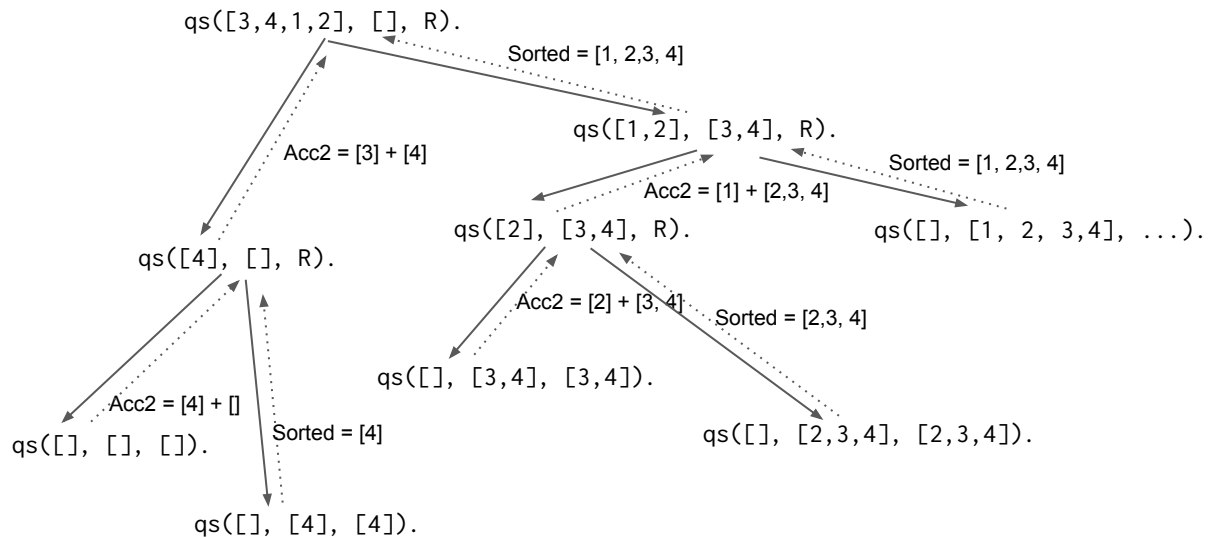 qs([3,4,1,2], [], R).
Sorted = [1, 2,3, 4]
qs([1,2], [3,4], R).
Acc2 = [3] + [4]
Sorted = [1, 2,3, 4]
Acc2 = [1] + [2,3, 4]
qs([2], [3,4], R).
qs([], [1, 2, 3,4], ...).
qs([4], [], R).
Acc2 = [2] + [3, 4]
Sorted = [2,3, 4]
qs([], [3,4], [3,4]).
Acc2 = [4] + []
Sorted = [4]
qs([], [2,3,4], [2,3,4]).
qs([], [], []).
qs([], [4], [4]).